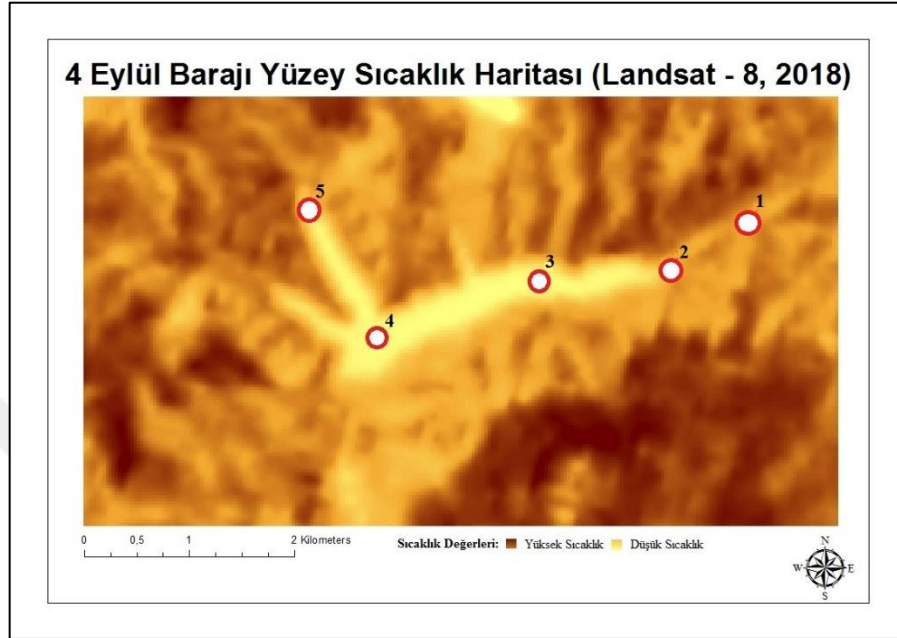 4 Eylül Barajı Yüzey Sıcaklık Haritası (Landsat - 8, 2018)
5
1
2
3
4
0 0,5 1 2 Kilometers
Sıcaklık Değerleri: Yüksek Sıcaklık Düşük Sıcaklık
N
W E
S